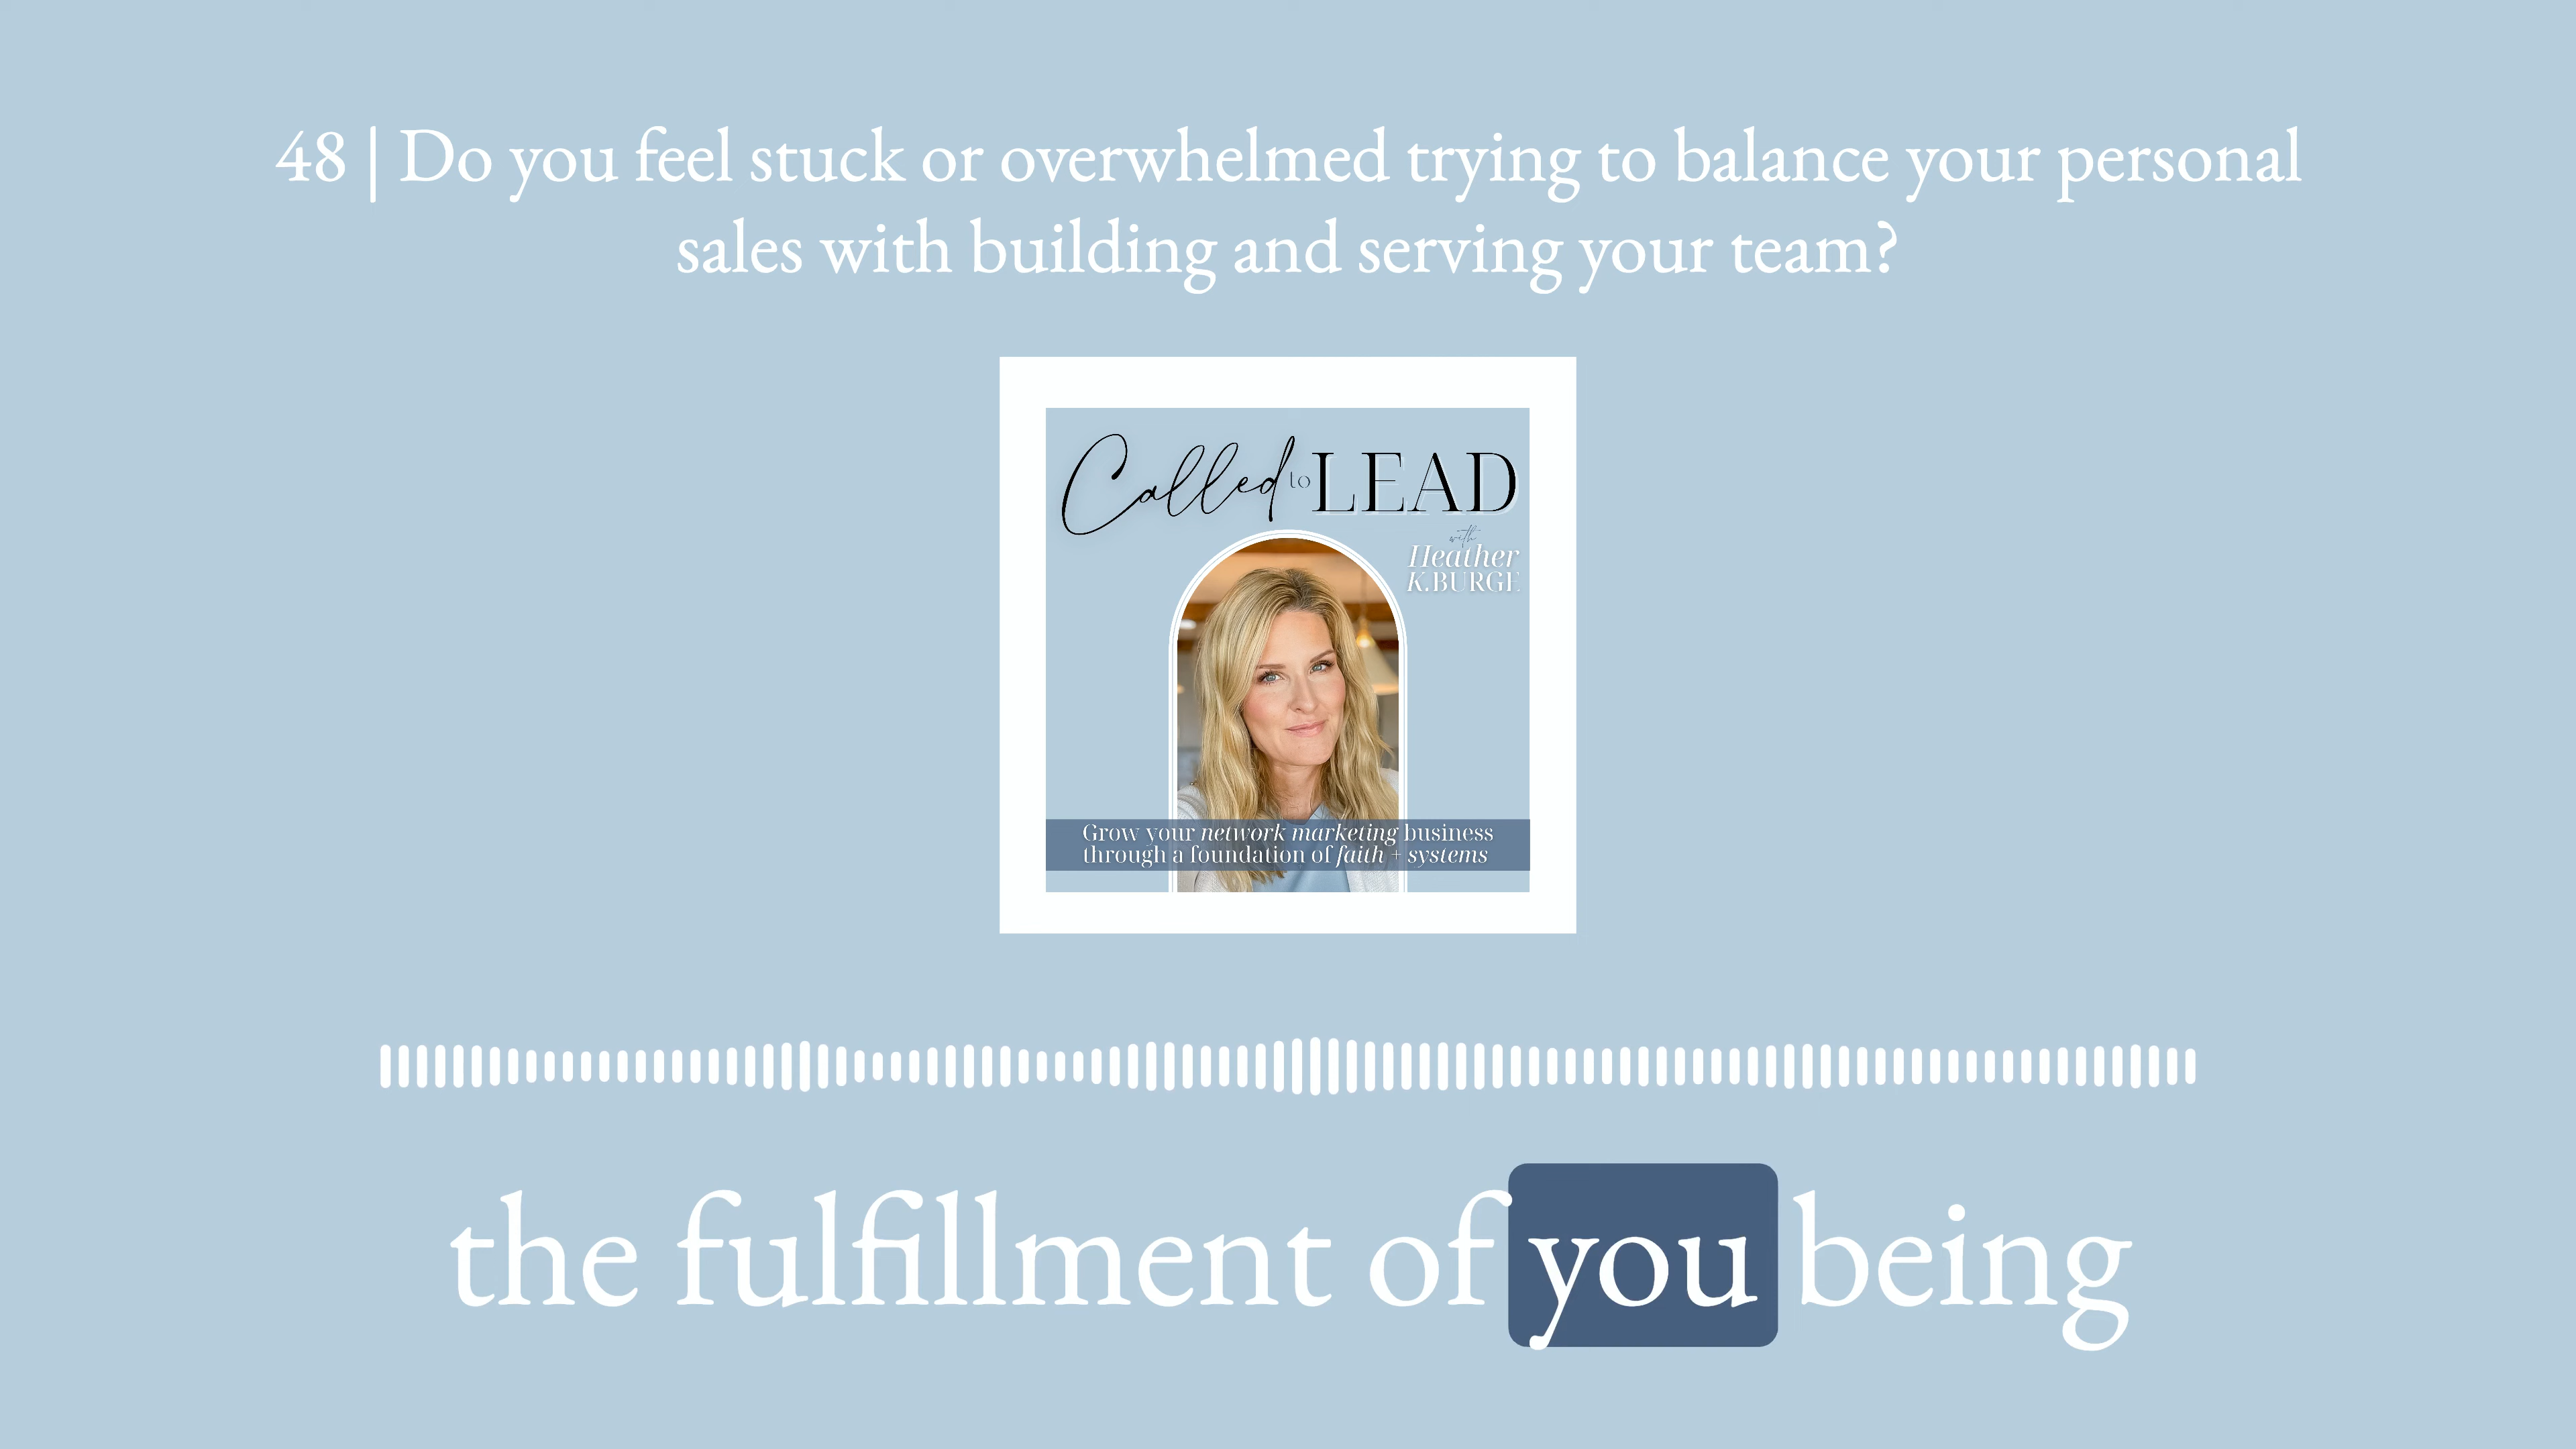 48 | Do you feel stuck or overwhelmed trying to balance your personal
sales with building and serving your team?
Called to LEAD
with
Heather
K.BURGE
Grow your network marketing business
through a foundation of faith + systems
the fulfillment of you being